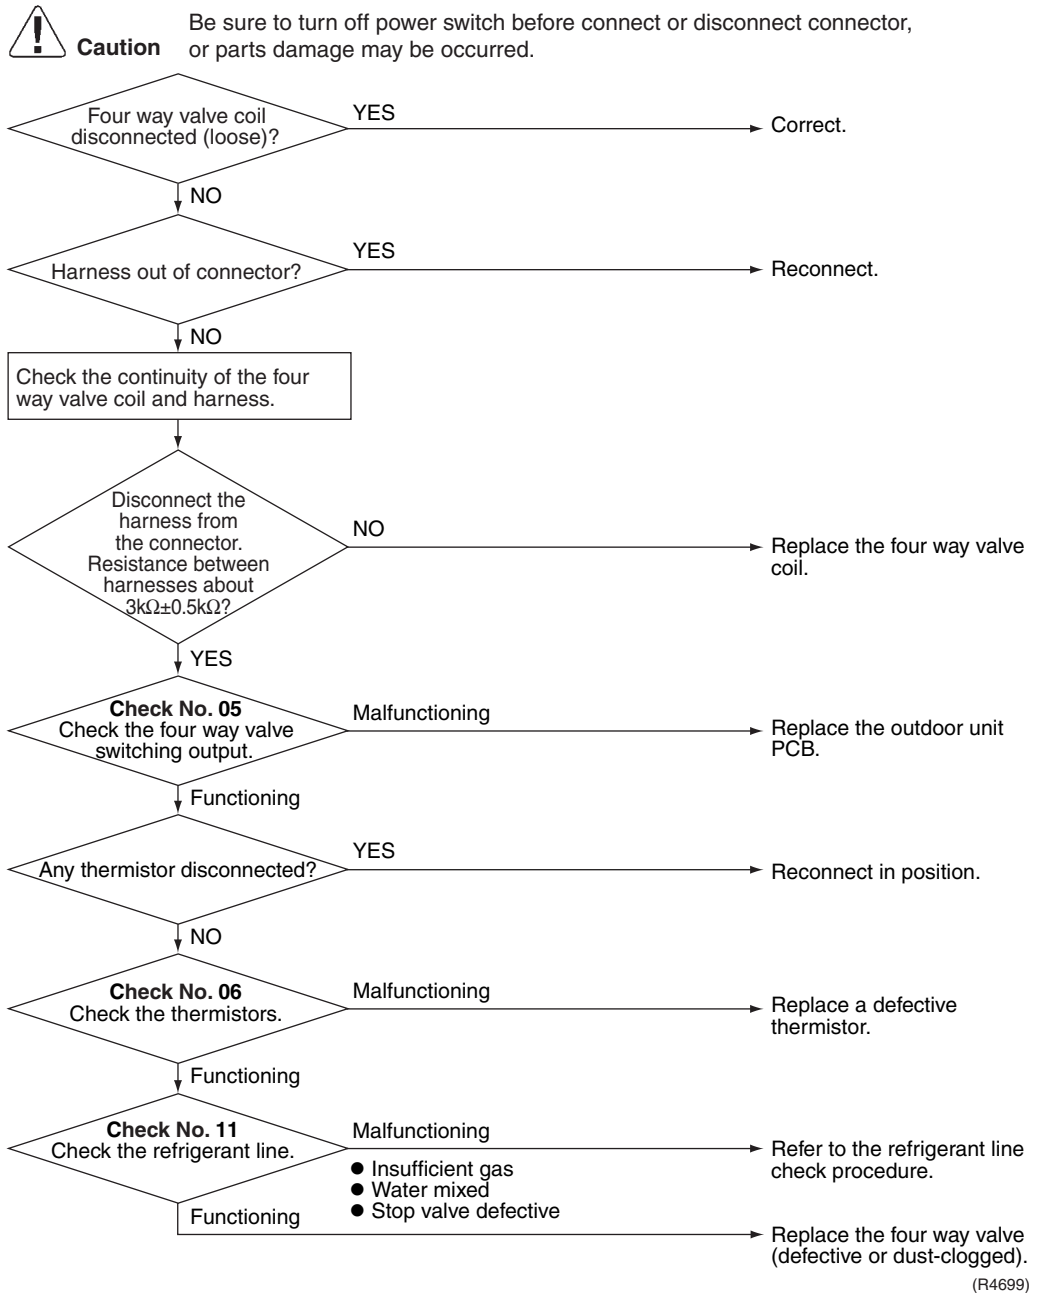 Caution
Be sure to turn off power switch before connect or disconnect connector,
or parts damage may be occurred.
Four way valve coil
disconnected (loose)?
YES
Correct.
NO
Harness out of connector?
YES
Reconnect.
NO
Check the continuity of the four
way valve coil and harness.
Disconnect the
harness from
the connector.
Resistance between
harnesses about
3kΩ±0.5kΩ?
NO
Replace the four way valve
coil.
YES
Check No. 05
Check the four way valve
switching output.
Malfunctioning
Replace the outdoor unit
PCB.
Functioning
Any thermistor disconnected?
YES
Reconnect in position.
NO
Check No. 06
Check the thermistors.
Malfunctioning
Replace a defective
thermistor.
Functioning
Check No. 11
Check the refrigerant line.
Malfunctioning
● Insufficient gas
● Water mixed
● Stop valve defective
Refer to the refrigerant line
check procedure.
Functioning
Replace the four way valve
(defective or dust-clogged).
(R4699)